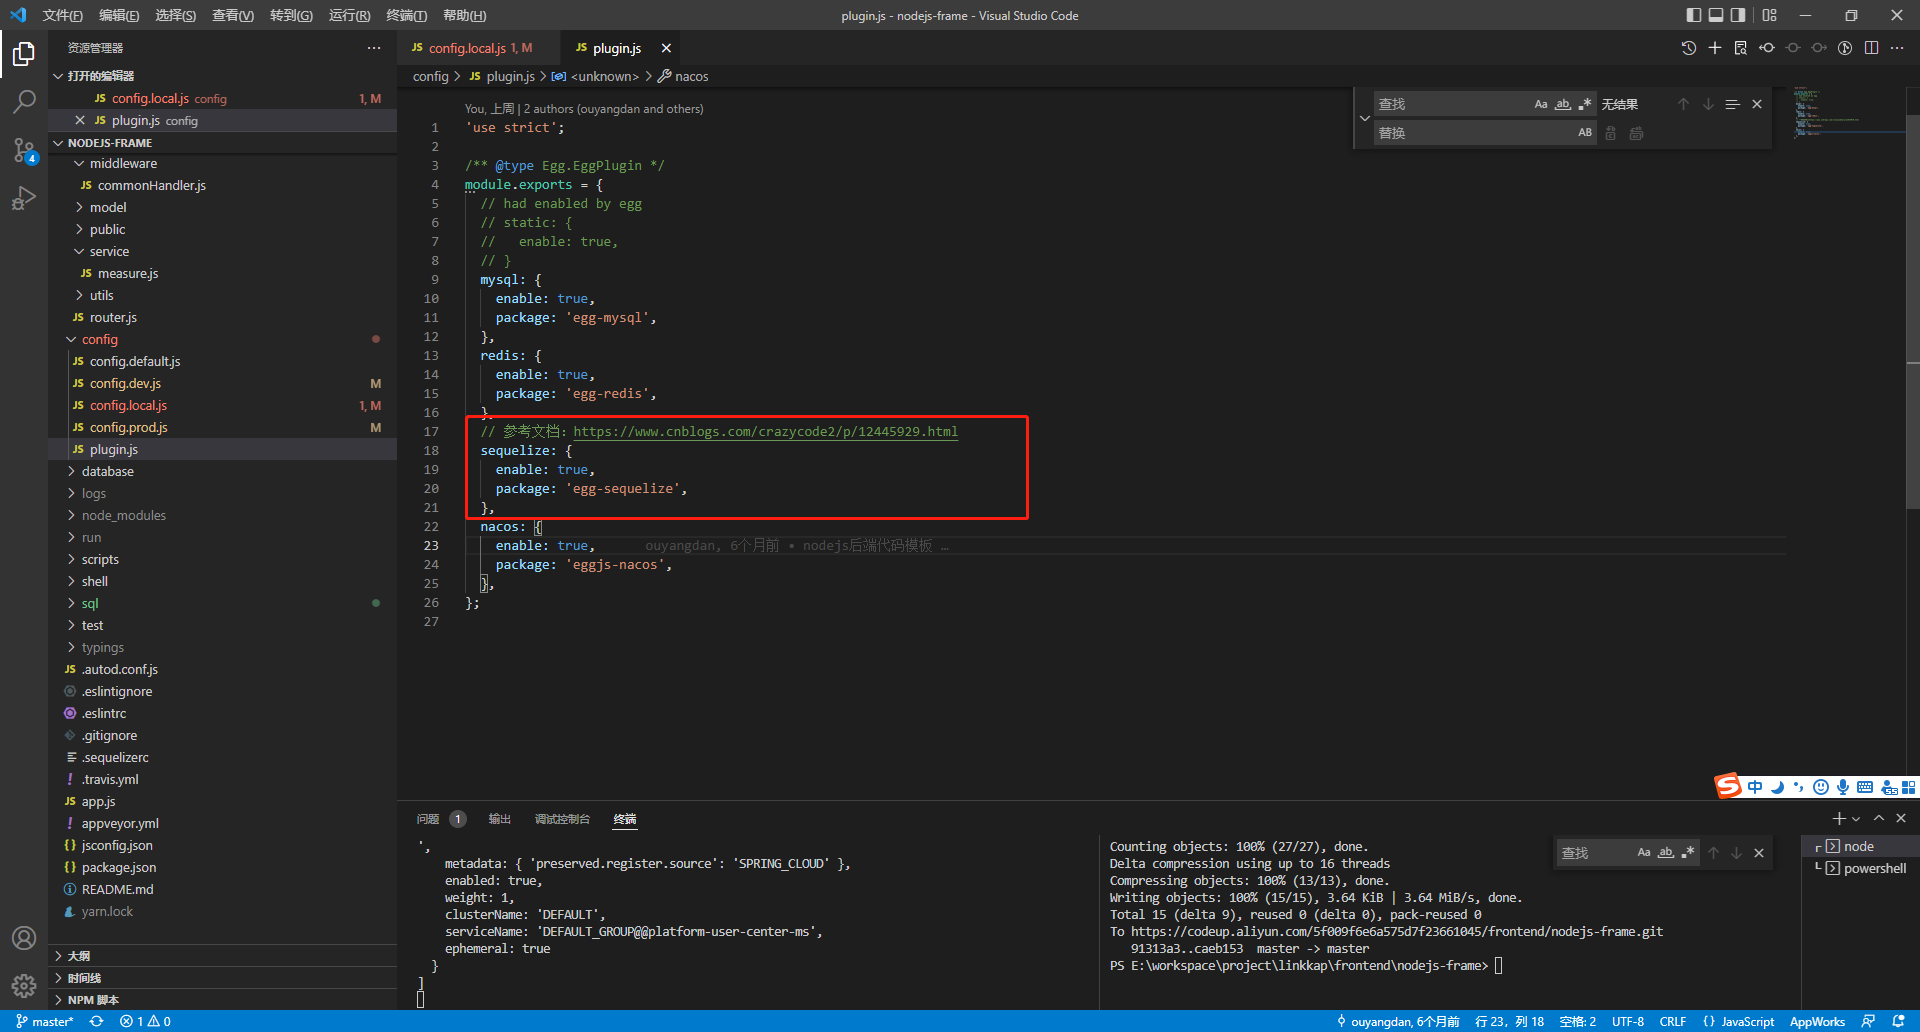 文件(F) 编辑(E) 选择(S) 查看(V) 转到(G) 运行(R) 终端(T) 帮助(H)
plugin.js - nodejs-frame - Visual Studio Code
资源管理器
打开的编辑器
JS config.local.js config 1, M
JS plugin.js config
NODEJS-FRAME
middleware
JS commonHandler.js
model
public
service
JS measure.js
utils
JS router.js
config
JS config.default.js
JS config.dev.js M
JS config.local.js 1, M
JS config.prod.js M
JS plugin.js
database
logs
node_modules
run
scripts
shell
sql
test
typings
JS .autod.conf.js
.eslintignore
.eslintrc
.gitignore
.sequelizerc
! .travis.yml
JS app.js
! appveyor.yml
{} jsconfig.json
{} package.json
README.md
yarn.lock
大纲
时间线
NPM 脚本
4
JS config.local.js 1, M
JS plugin.js
config > JS plugin.js > <unknown> > nacos
You, 上周 | 2 authors (ouyangdan and others)
1 'use strict';
2
3 /** @type Egg.EggPlugin */
4 module.exports = {
5 // had enabled by egg
6 // static: {
7 //   enable: true,
8 // }
9 mysql: {
10 enable: true,
11 package: 'egg-mysql',
12 },
13 redis: {
14 enable: true,
15 package: 'egg-redis',
16 },
17 // 参考文档：https://www.cnblogs.com/crazycode2/p/12445929.html
18 sequelize: {
19 enable: true,
20 package: 'egg-sequelize',
21 },
22 nacos: {
23 enable: true, ouyangdan, 6个月前 • nodejs后端代码模板 …
24 package: 'eggjs-nacos',
25 },
26 };
27
查找 Aa ab .* 无结果
替换 AB
S 中
问题 1 输出 调试控制台 终端
',
metadata: { 'preserved.register.source': 'SPRING_CLOUD' },
enabled: true,
weight: 1,
clusterName: 'DEFAULT',
serviceName: 'DEFAULT_GROUP@@platform-user-center-ms',
ephemeral: true
}
]
Counting objects: 100% (27/27), done.
Delta compression using up to 16 threads
Compressing objects: 100% (13/13), done.
Writing objects: 100% (15/15), 3.64 KiB | 3.64 MiB/s, done.
Total 15 (delta 9), reused 0 (delta 0), pack-reused 0
To https://codeup.aliyun.com/5f009f6e6a575d7f23661045/frontend/nodejs-frame.git
91313a3..caeb153  master -> master
PS E:\workspace\project\linkkap\frontend\nodejs-frame>
查找 Aa ab .*
node
powershell
master* 1 0
ouyangdan, 6个月前 行 23，列 18 空格: 2 UTF-8 CRLF {} JavaScript AppWorks